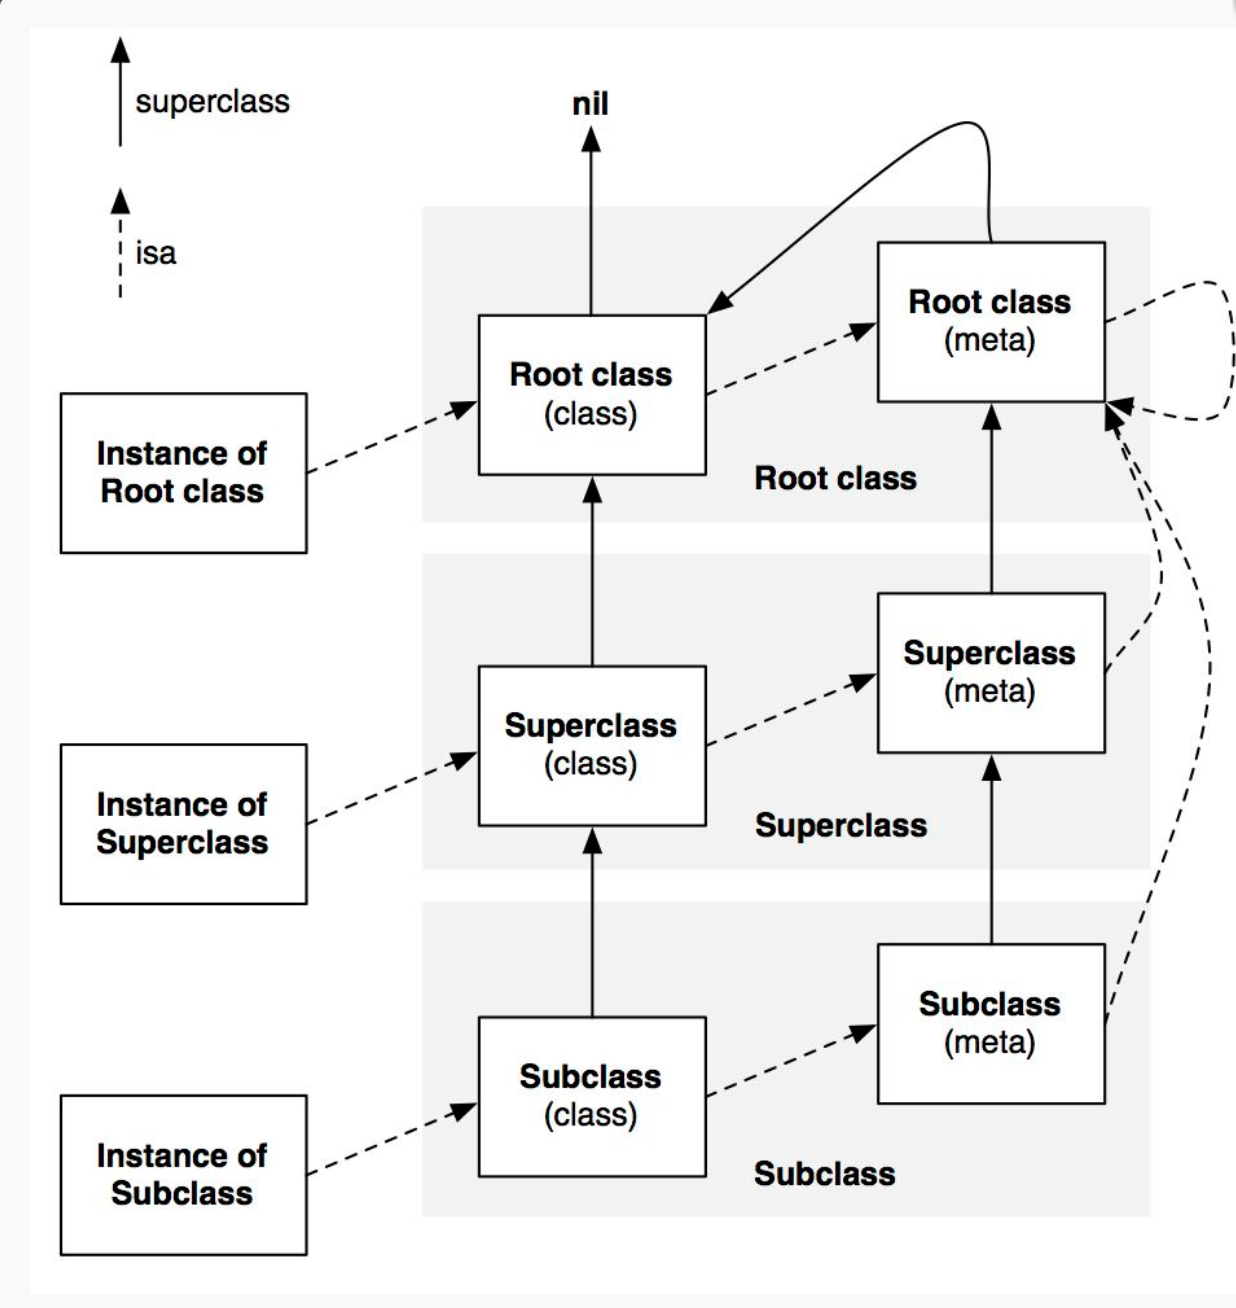 superclass
isa
nil
Root class
(meta)
Root class
(class)
Instance of
Root class
Root class
Superclass
(meta)
Superclass
(class)
Instance of
Superclass
Superclass
Subclass
(meta)
Subclass
(class)
Instance of
Subclass
Subclass